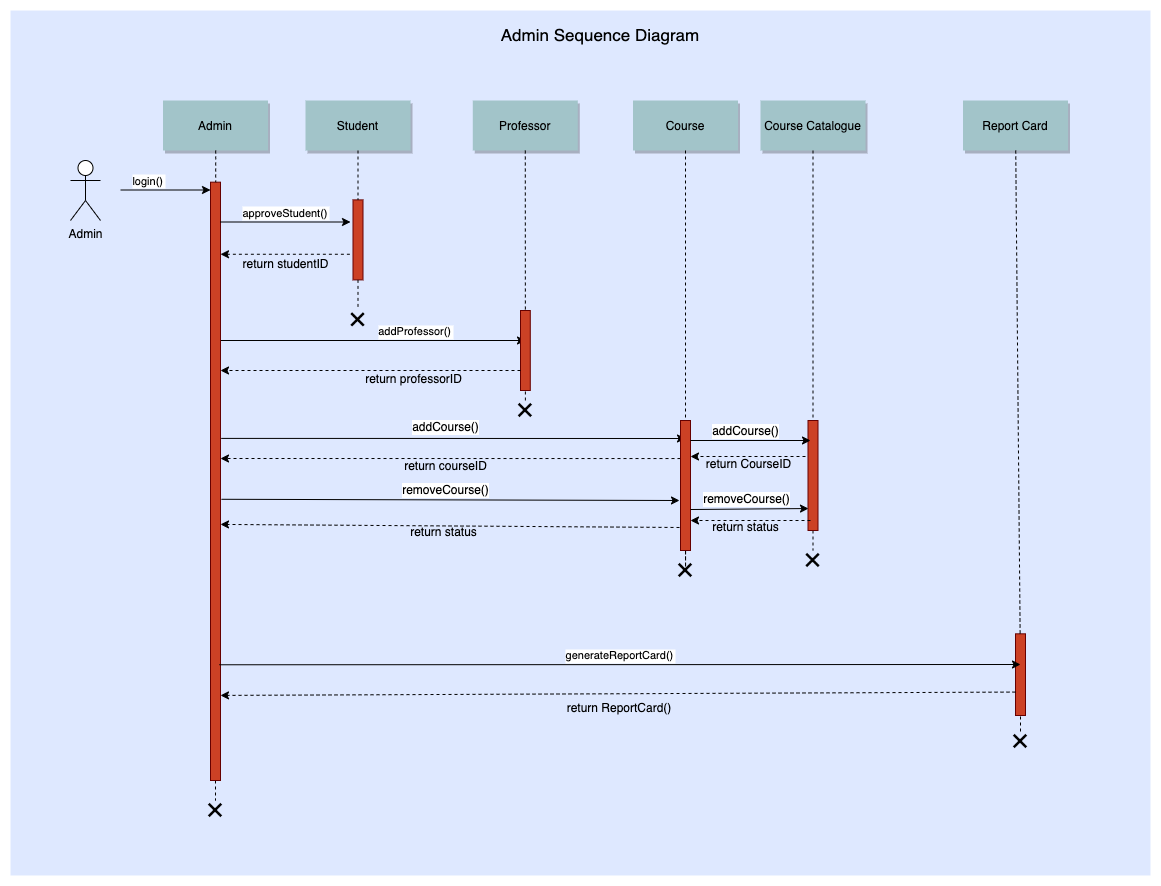 Admin Sequence Diagram
Admin
Student
Professor
Course
Course Catalogue
Report Card
login()
Admin
approveStudent()
return studentID
addProfessor()
return professorID
addCourse()
addCourse()
return courseID
return CourseID
removeCourse()
removeCourse()
return status
return status
generateReportCard()
return ReportCard()